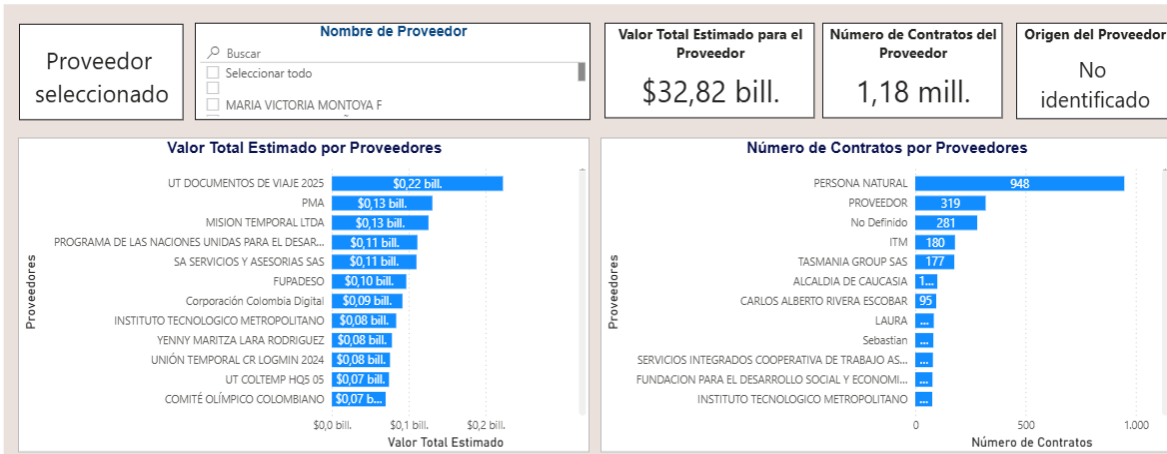 Proveedor
seleccionado
Nombre de Proveedor
Buscar
Seleccionar todo
MARIA VICTORIA MONTOYA F
Valor Total Estimado para el
Proveedor
$32,82 bill.
Número de Contratos del
Proveedor
1,18 mill.
Origen del Proveedor
No
identificado
Valor Total Estimado por Proveedores
Proveedores
UT DOCUMENTOS DE VIAJE 2025 $0,22 bill.
PMA $0,13 bill.
MISION TEMPORAL LTDA $0,13 bill.
PROGRAMA DE LAS NACIONES UNIDAS PARA EL DESAR... $0,11 bill.
SA SERVICIOS Y ASESORIAS SAS $0,11 bill.
FUPADESO $0,10 bill.
Corporación Colombia Digital $0,09 bill.
INSTITUTO TECNOLOGICO METROPOLITANO $0,08 bill.
YENNY MARITZA LARA RODRIGUEZ $0,08 bill.
UNIÓN TEMPORAL CR LOGMIN 2024 $0,08 bill.
UT COLTEMP HQ5 05 $0,07 bill.
COMITÉ OLÍMPICO COLOMBIANO $0,07 b...
$0,0 bill. $0,1 bill. $0,2 bill.
Valor Total Estimado
Número de Contratos por Proveedores
Proveedores
PERSONA NATURAL 948
PROVEEDOR 319
No Definido 281
ITM 180
TASMANIA GROUP SAS 177
ALCALDIA DE CAUCASIA 1...
CARLOS ALBERTO RIVERA ESCOBAR 95
LAURA ...
Sebastian ...
SERVICIOS INTEGRADOS COOPERATIVA DE TRABAJO AS... ...
FUNDACION PARA EL DESARROLLO SOCIAL Y ECONOMI... ...
INSTITUTO TECNOLOGICO METROPOLITANO ...
0 500 1.000
Número de Contratos